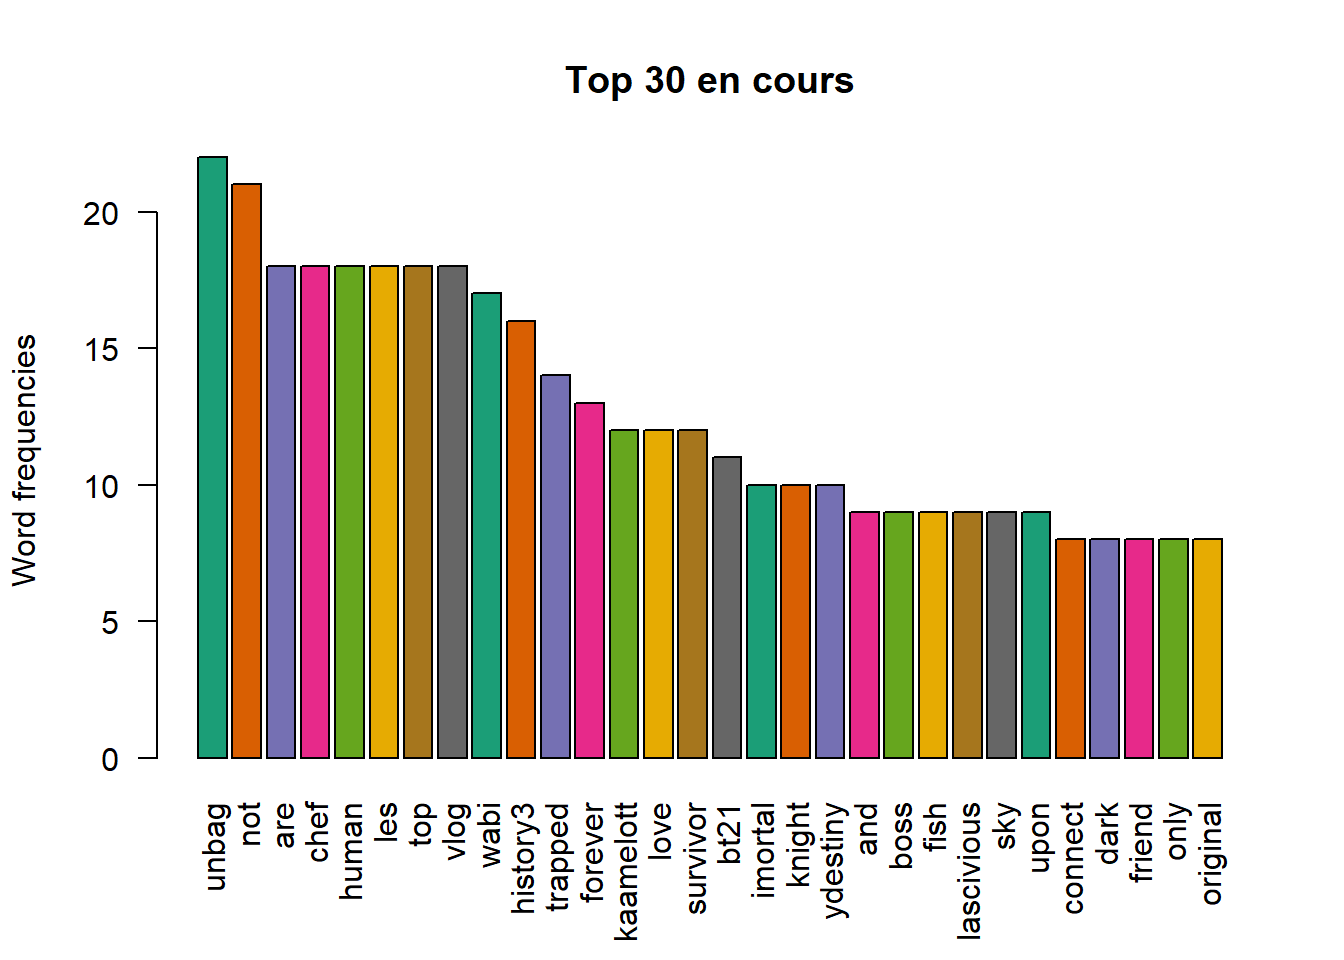 Top 30 en cours
Word frequencies
20
15
10
5
0
unbag
not
are
chef
human
les
top
vlog
wabi
history3
trapped
forever
kaamelott
love
survivor
bt21
imortal
knight
ydestiny
and
boss
fish
lascivious
sky
upon
connect
dark
friend
only
original